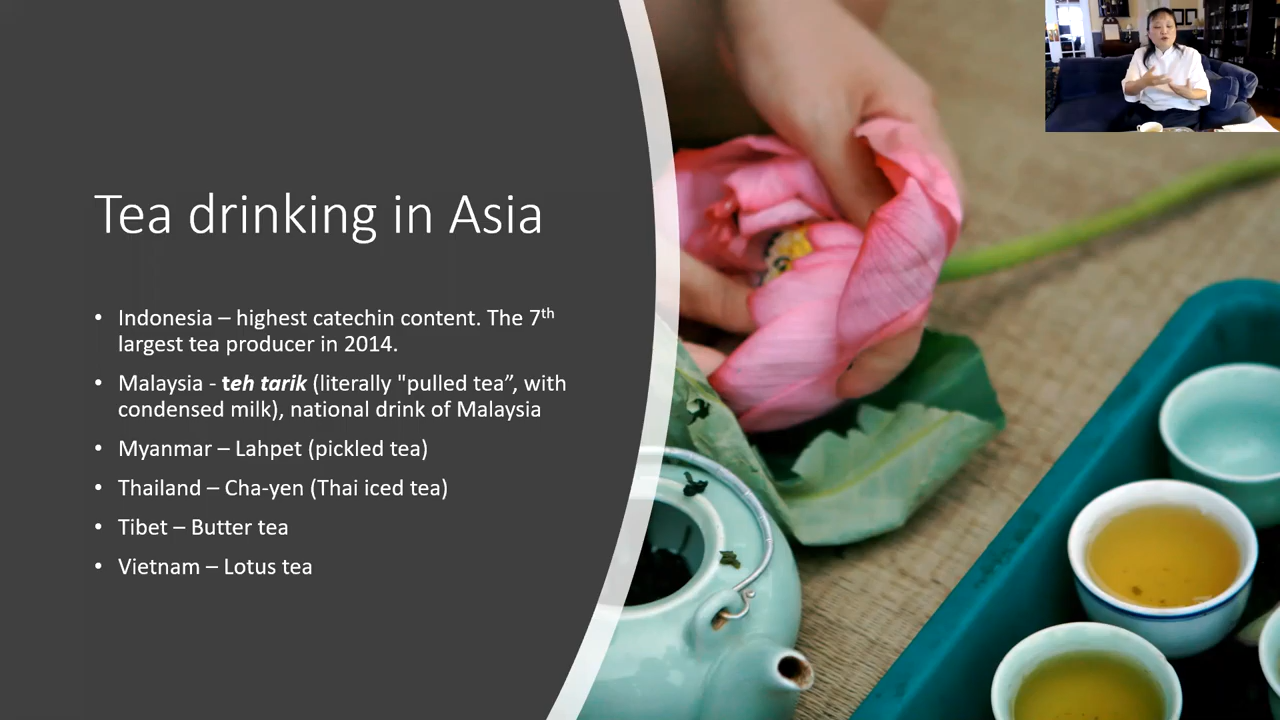 Tea drinking in Asia
• Indonesia – highest catechin content. The 7th
largest tea producer in 2014.
• Malaysia - teh tarik (literally "pulled tea”, with
condensed milk), national drink of Malaysia
• Myanmar – Lahpet (pickled tea)
• Thailand – Cha-yen (Thai iced tea)
• Tibet – Butter tea
• Vietnam – Lotus tea